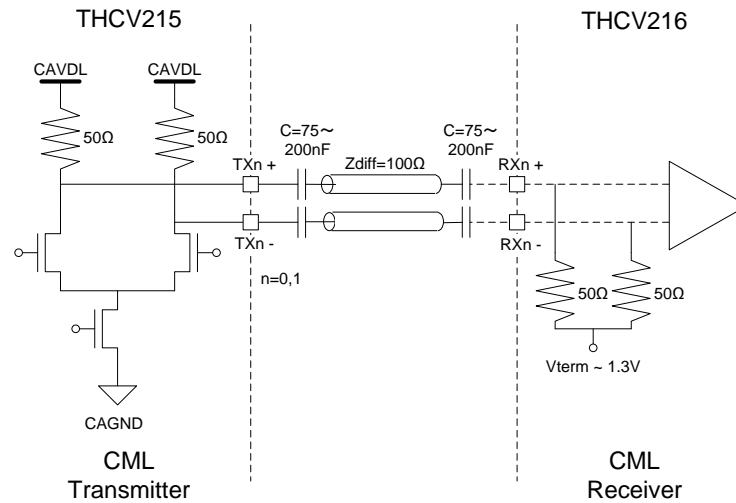 THCV215
THCV216
CAVDL
CAVDL
50Ω
50Ω
C=75～
200nF
C=75～
200nF
Zdiff=100Ω
TXn +
RXn +
TXn -
RXn -
n=0,1
50Ω
50Ω
Vterm ~ 1.3V
CAGND
CML
Transmitter
CML
Receiver